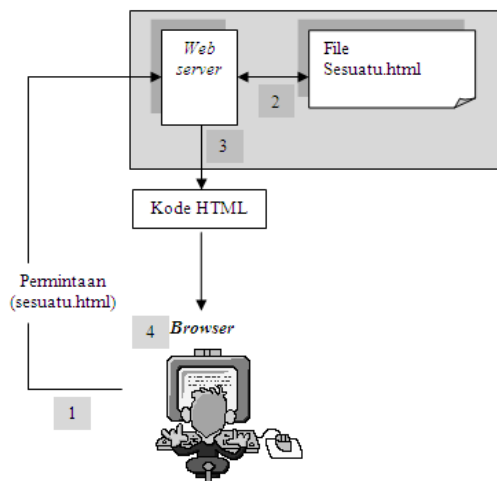 Web
server
File
Sesuatu.html
2
3
Kode HTML
Permintaan
(sesuatu.html)
4
Browser
1